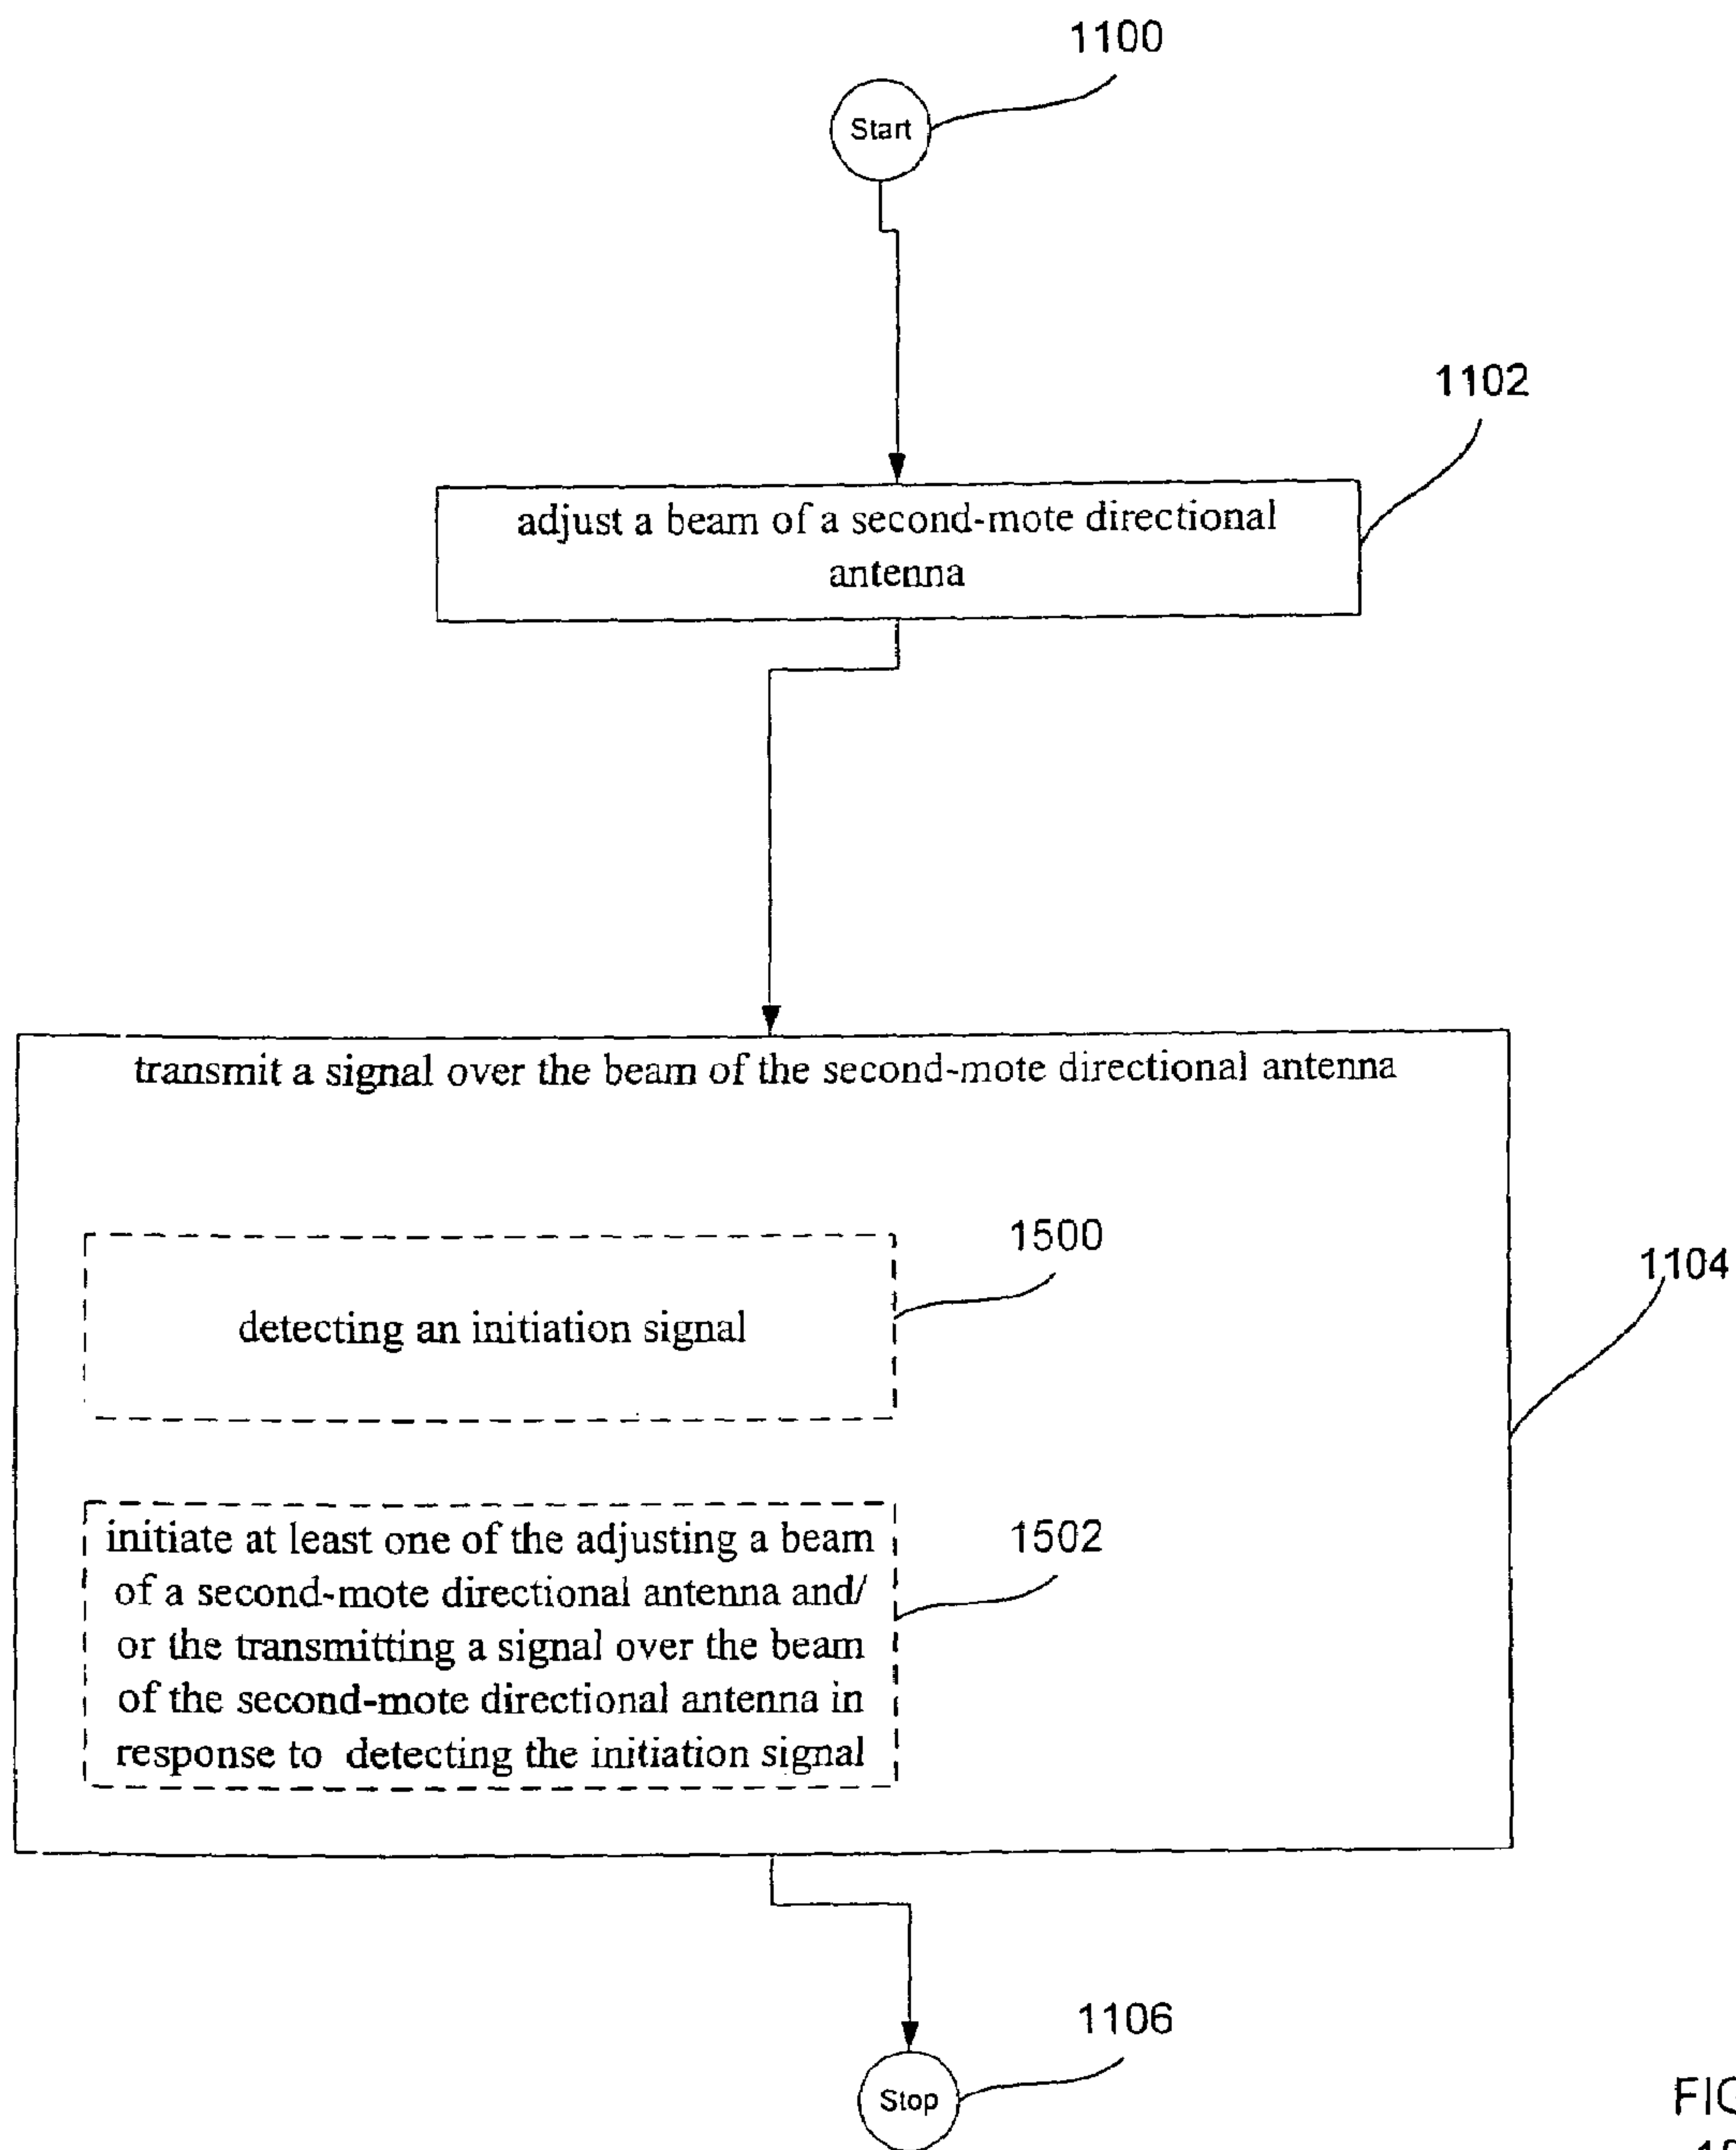 1100
Start
1102
adjust a beam of a second-mote directional
antenna
transmit a signal over the beam of the second-mote directional antenna
1500
1104
detecting an initiation signal
initiate at least one of the adjusting a beam
of a second-mote directional antenna and/
or the transmitting a signal over the beam
of the second-mote directional antenna in
response to detecting the initiation signal
1502
1106
Stop